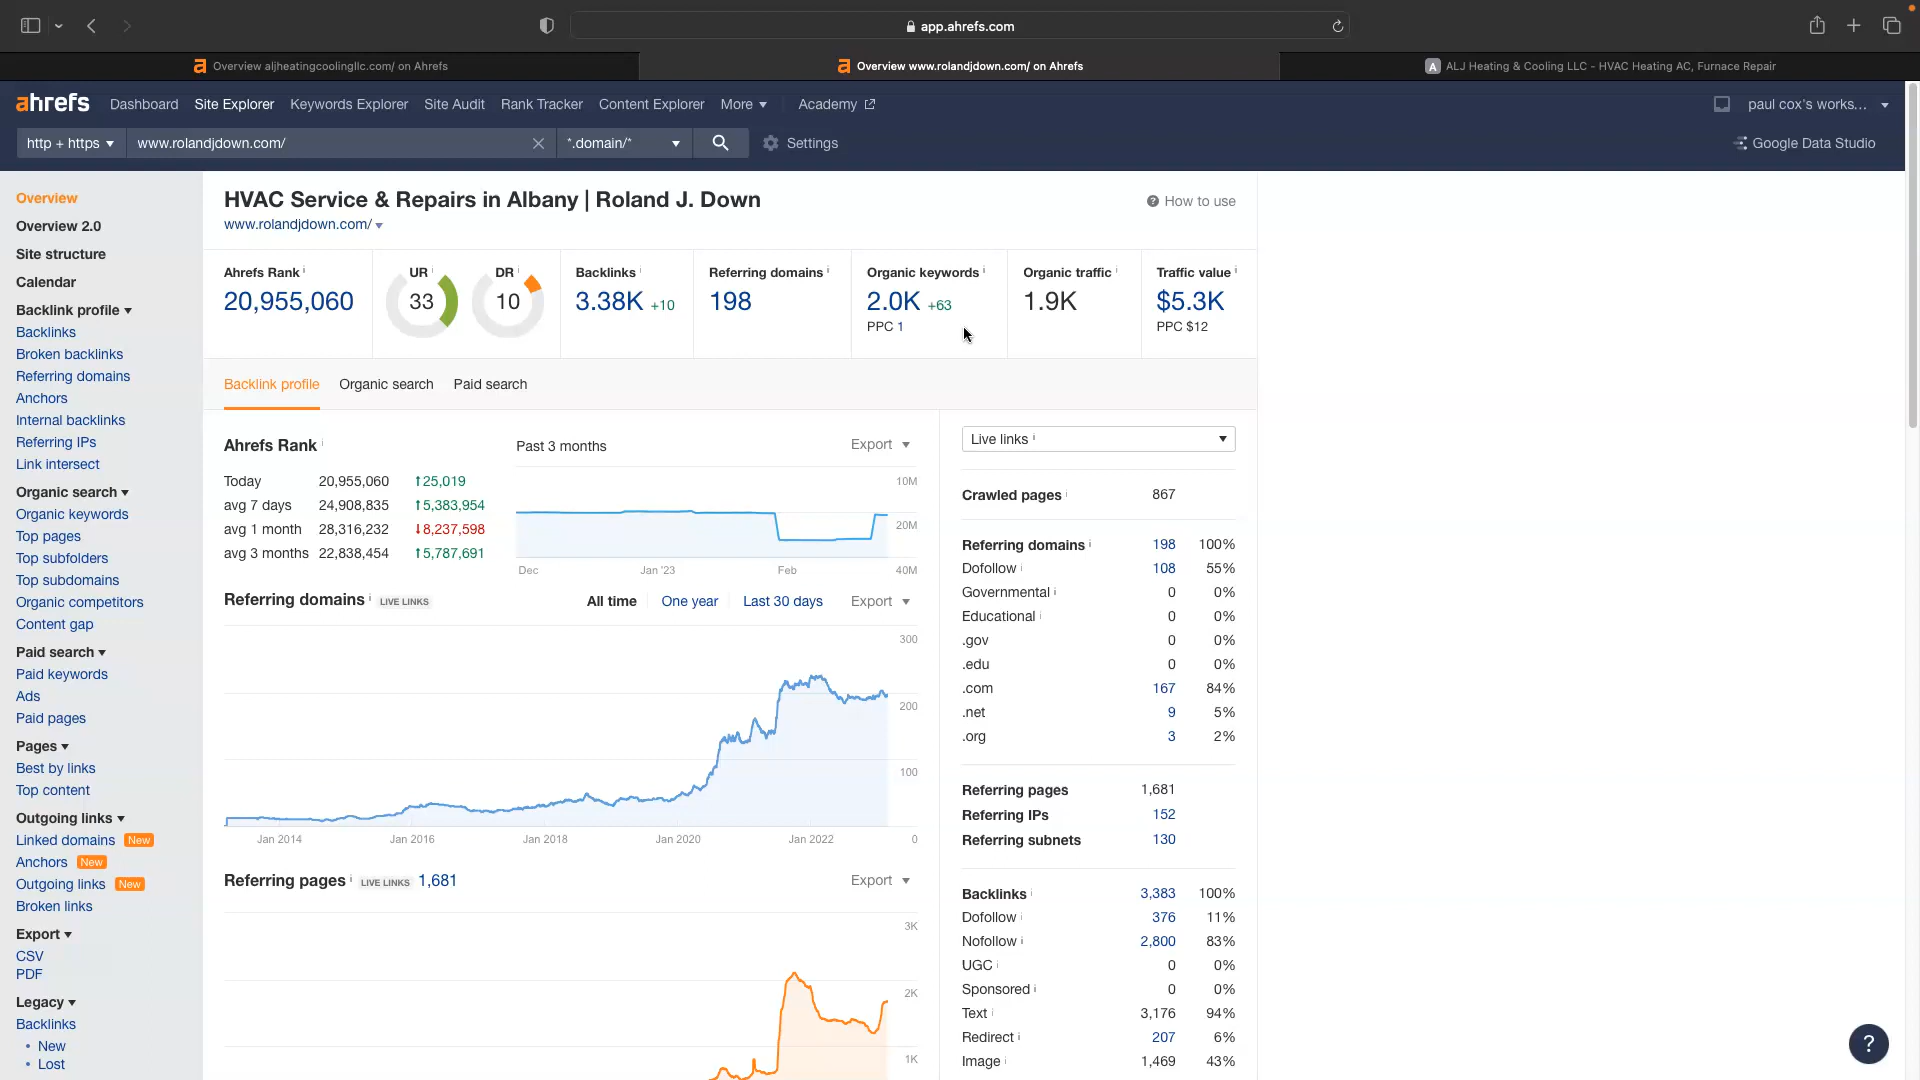 app.ahrefs.com
Overview aljheatingcoolingllc.com/ on Ahrefs
Overview www.rolandjdown.com/ on Ahrefs
A ALJ Heating & Cooling LLC - HVAC Heating AC, Furnace Repair
ahrefs Dashboard Site Explorer Keywords Explorer Site Audit Rank Tracker Content Explorer More Academy paul cox's works...
http + https www.rolandjdown.com/ *.domain/* Settings Google Data Studio
Overview
Overview 2.0
Site structure
Calendar
Backlink profile
Backlinks
Broken backlinks
Referring domains
Anchors
Internal backlinks
Referring IPs
Link intersect
Organic search
Organic keywords
Top pages
Top subfolders
Top subdomains
Organic competitors
Content gap
Paid search
Paid keywords
Ads
Paid pages
Pages
Best by links
Top content
Outgoing links
Linked domains New
Anchors New
Outgoing links New
Broken links
Export
CSV
PDF
Legacy
Backlinks
• New
• Lost
HVAC Service & Repairs in Albany | Roland J. Down
? How to use
www.rolandjdown.com/
Ahrefs Rank i
20,955,060
UR i
33
DR i
10
Backlinks i
3.38K +10
Referring domains i
198
Organic keywords i
2.0K +63
PPC 1
Organic traffic i
1.9K
Traffic value i
$5.3K
PPC $12
Backlink profile Organic search Paid search
Ahrefs Rank i
Past 3 months
Export
Today 20,955,060 ↑25,019
avg 7 days 24,908,835 ↑5,383,954
avg 1 month 28,316,232 ↓8,237,598
avg 3 months 22,838,454 ↑5,787,691
10M
20M
40M
Dec Jan '23 Feb
Referring domains i LIVE LINKS All time One year Last 30 days Export
300
200
100
0
Jan 2014 Jan 2016 Jan 2018 Jan 2020 Jan 2022
Referring pages i LIVE LINKS 1,681 Export
3K
2K
1K
Live links i
Crawled pages i 867
Referring domains i 198 100%
Dofollow i 108 55%
Governmental i 0 0%
Educational i 0 0%
.gov 0 0%
.edu 0 0%
.com 167 84%
.net 9 5%
.org 3 2%
Referring pages 1,681
Referring IPs 152
Referring subnets 130
Backlinks i 3,383 100%
Dofollow i 376 11%
Nofollow i 2,800 83%
UGC i 0 0%
Sponsored i 0 0%
Text i 3,176 94%
Redirect i 207 6%
Image i 1,469 43%
?